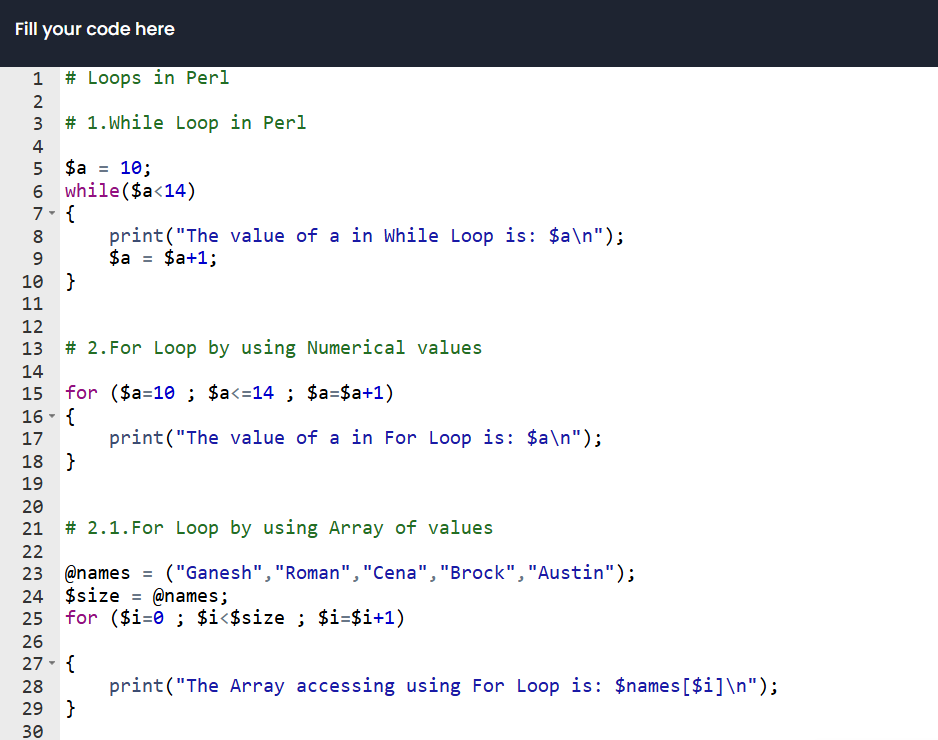 Fill your code here
1 # Loops in Perl
2
3 # 1.While Loop in Perl
4
5 $a = 10;
6 while($a<14)
7 {
8     print("The value of a in While Loop is: $a\n");
9     $a = $a+1;
10 }
11
12
13 # 2.For Loop by using Numerical values
14
15 for ($a=10 ; $a<=14 ; $a=$a+1)
16 {
17     print("The value of a in For Loop is: $a\n");
18 }
19
20
21 # 2.1.For Loop by using Array of values
22
23 @names = ("Ganesh","Roman","Cena","Brock","Austin");
24 $size = @names;
25 for ($i=0 ; $i<$size ; $i=$i+1)
26
27 {
28     print("The Array accessing using For Loop is: $names[$i]\n");
29 }
30